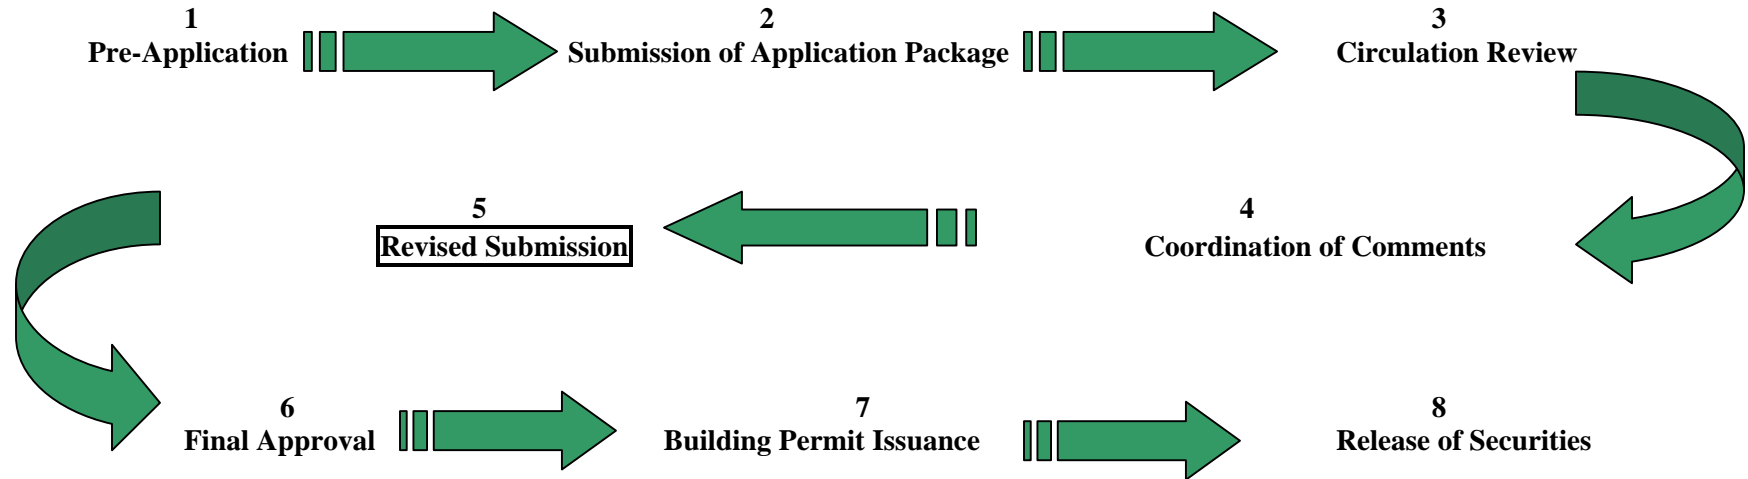 1
Pre-Application
2
Submission of Application Package
3
Circulation Review
4
Coordination of Comments
5
Revised Submission
6
Final Approval
7
Building Permit Issuance
8
Release of Securities